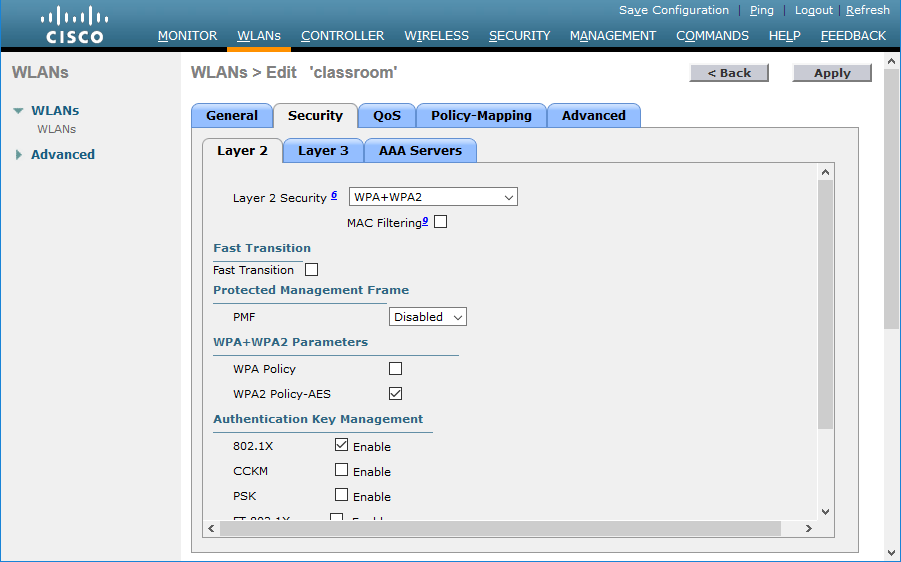 Save Configuration | Ping | Logout | Refresh
CISCO
MONITOR WLANs CONTROLLER WIRELESS SECURITY MANAGEMENT COMMANDS HELP FEEDBACK
WLANs
WLANs > Edit 'classroom'
< Back
Apply
WLANs
WLANs
Advanced
General Security QoS Policy-Mapping Advanced
Layer 2 Layer 3 AAA Servers
Layer 2 Security 6 WPA+WPA2
MAC Filtering 9
Fast Transition
Fast Transition
Protected Management Frame
PMF Disabled
WPA+WPA2 Parameters
WPA Policy
WPA2 Policy-AES
Authentication Key Management
802.1X Enable
CCKM Enable
PSK Enable
FT 802.1X Enable